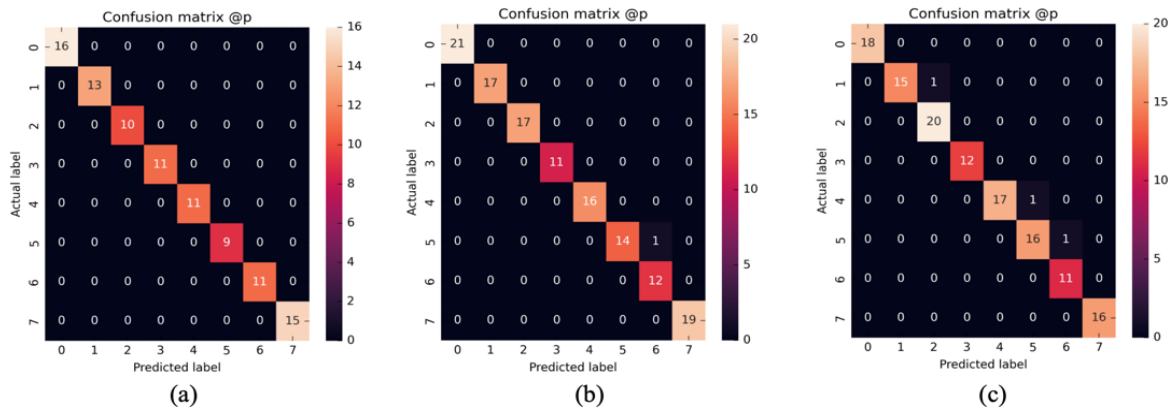 Confusion matrix @p
Actual label
0 16 0 0 0 0 0 0 0
1 0 13 0 0 0 0 0 0
2 0 0 10 0 0 0 0 0
3 0 0 0 11 0 0 0 0
4 0 0 0 0 11 0 0 0
5 0 0 0 0 0 9 0 0
6 0 0 0 0 0 0 11 0
7 0 0 0 0 0 0 0 15
0 1 2 3 4 5 6 7
Predicted label
16
14
12
10
8
6
4
2
0
(a)
Confusion matrix @p
Actual label
0 21 0 0 0 0 0 0 0
1 0 17 0 0 0 0 0 0
2 0 0 17 0 0 0 0 0
3 0 0 0 11 0 0 0 0
4 0 0 0 0 16 0 0 0
5 0 0 0 0 0 14 1 0
6 0 0 0 0 0 0 12 0
7 0 0 0 0 0 0 0 19
0 1 2 3 4 5 6 7
Predicted label
20
15
10
5
0
(b)
Confusion matrix @p
Actual label
0 18 0 0 0 0 0 0 0
1 0 15 1 0 0 0 0 0
2 0 0 20 0 0 0 0 0
3 0 0 0 12 0 0 0 0
4 0 0 0 0 17 1 0 0
5 0 0 0 0 0 16 1 0
6 0 0 0 0 0 0 11 0
7 0 0 0 0 0 0 0 16
0 1 2 3 4 5 6 7
Predicted label
20
15
10
5
0
(c)